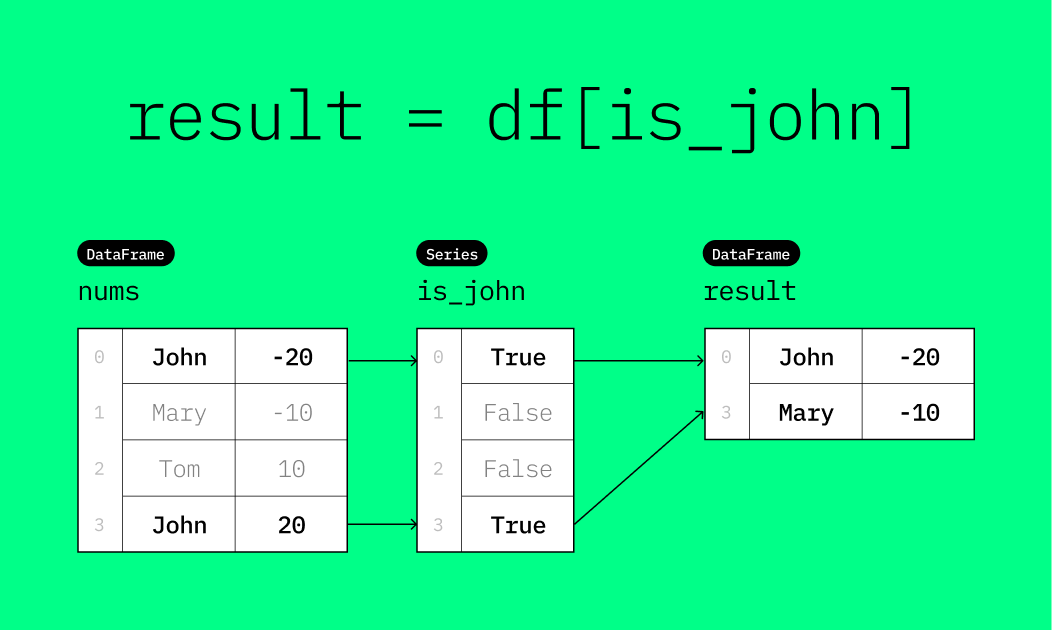 result = df[is_john]
DataFrame
nums
0 John -20
1 Mary -10
2 Tom 10
3 John 20
Series
is_john
0 True
1 False
2 False
3 True
DataFrame
result
0 John -20
3 Mary -10